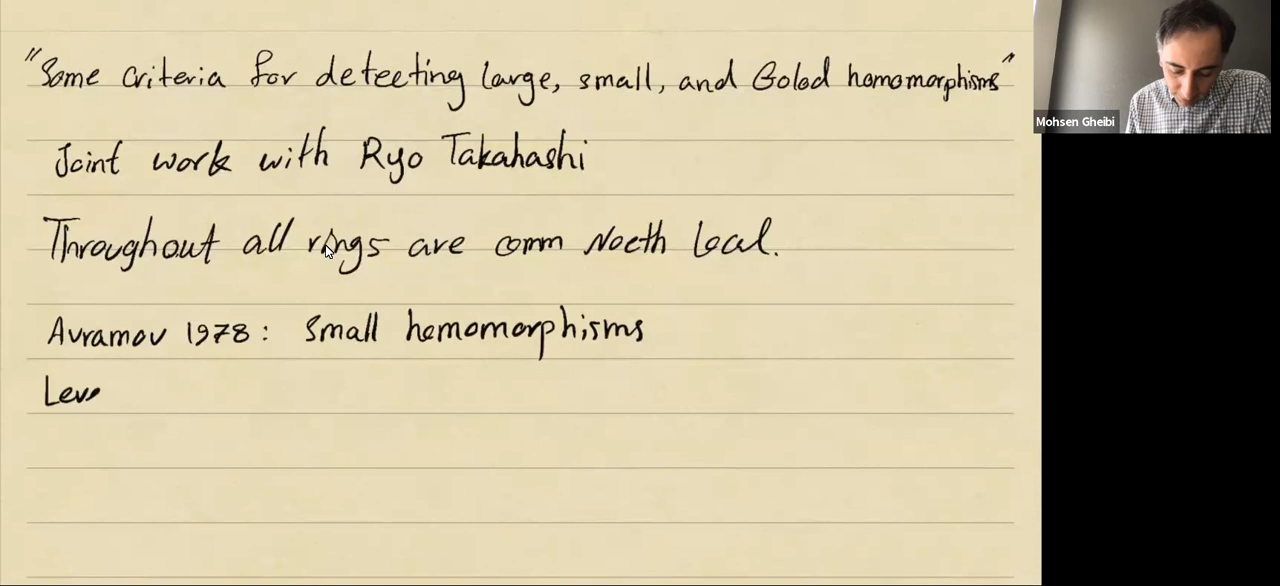 "Some criteria for detecting large, small, and Golod homomorphisms"
Mohsen Gheibi
Joint work with Ryo Takahashi
Throughout all rings are comm Noeth local.
Avramov 1978: Small homomorphisms
Lev